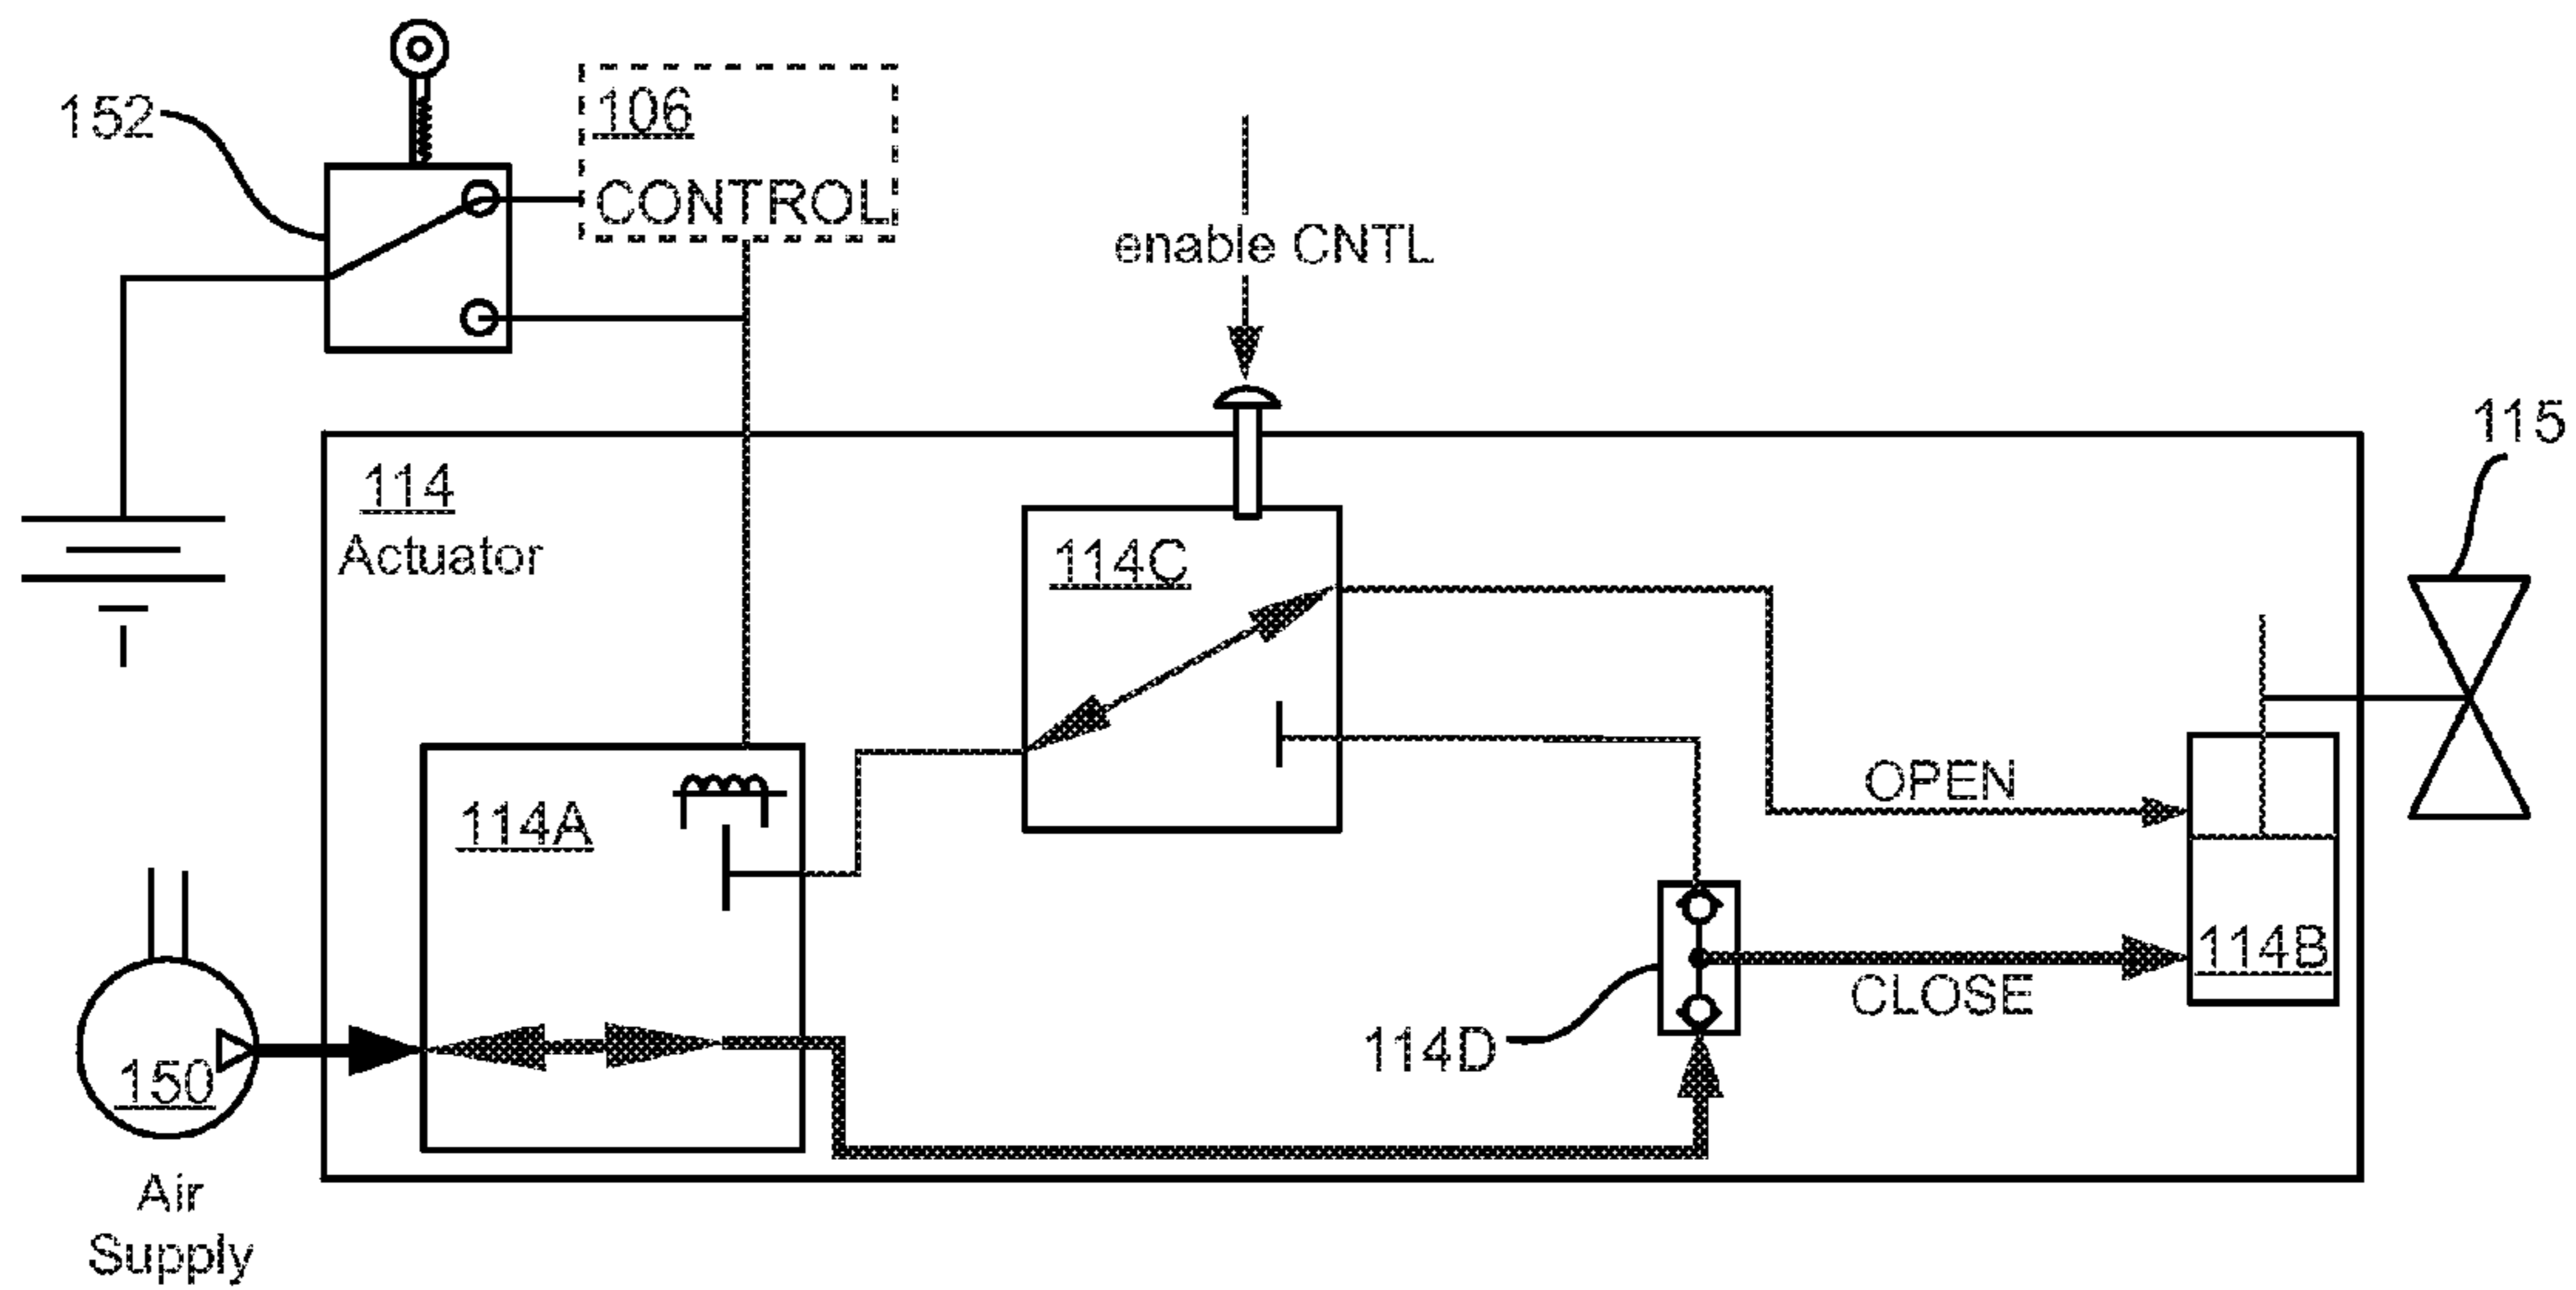 152
106
CONTROL
enable CNTL
115
114
Actuator
114C
114A
OPEN
114B
CLOSE
114D
150
Air
Supply